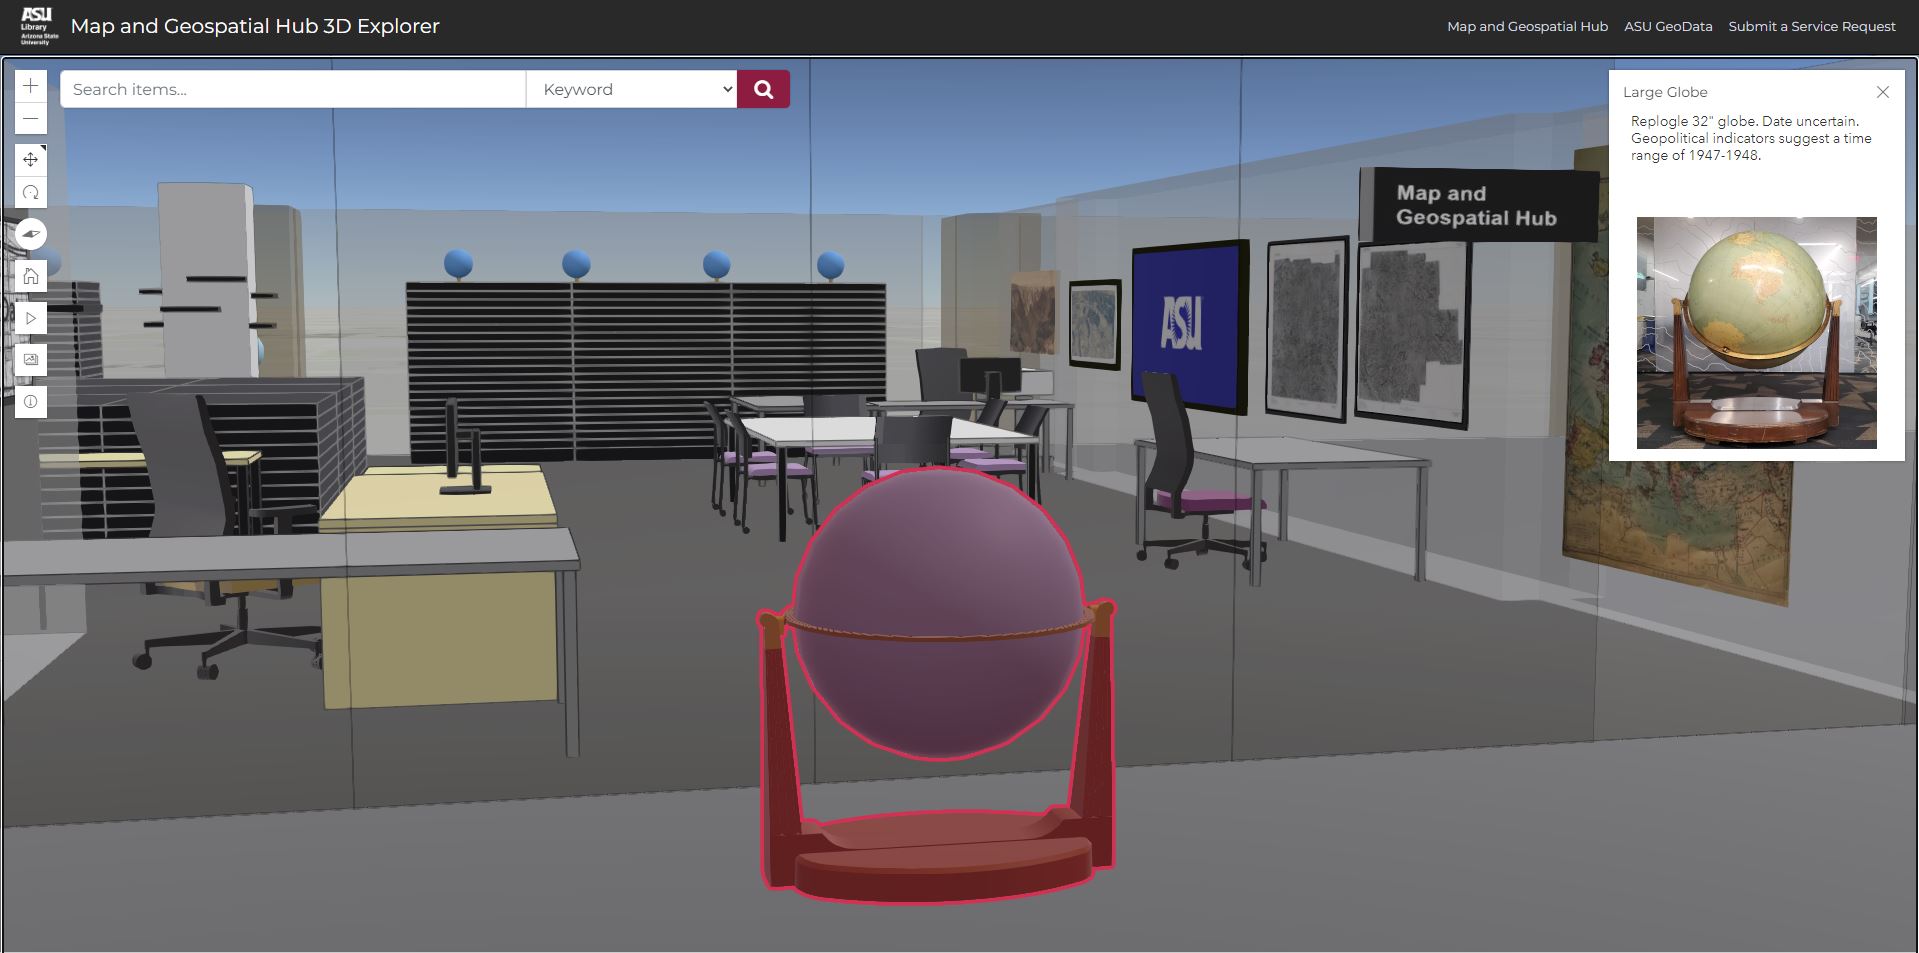 ASU
Library
Arizona State
University
Map and Geospatial Hub 3D Explorer
Map and Geospatial Hub
ASU GeoData
Submit a Service Request
Search items...
Keyword
Large Globe
Replogle 32" globe. Date uncertain.
Geopolitical indicators suggest a time
range of 1947-1948.
Map and
Geospatial Hub
ASU